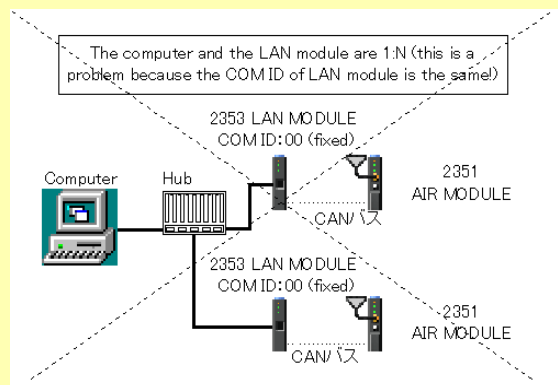 The computer and the LAN module are 1:N (this is a
problem because the COM ID of LAN module is the same!)
2353 LAN MODULE
COM ID:00 (fixed)
Computer
Hub
2351
AIR MODULE
CANバス
2353 LAN MODULE
COM ID:00 (fixed)
2351
AIR MODULE
CANバス